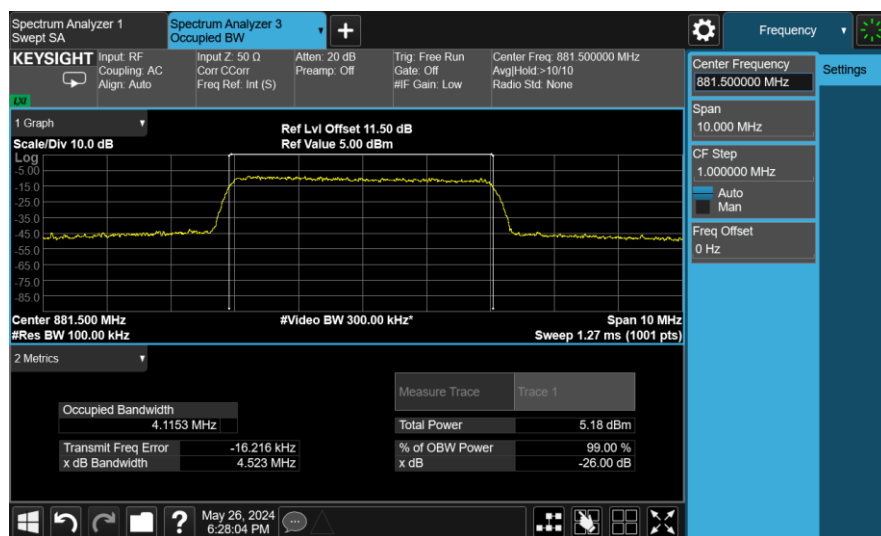 Spectrum Analyzer 1
Swept SA
Spectrum Analyzer 3
Occupied BW
Frequency
KEYSIGHT
Input: RF
Coupling: AC
Align: Auto
Input Z: 50 Ω
Corr CCorr
Freq Ref: Int (S)
Atten: 20 dB
Preamp: Off
Trig: Free Run
Gate: Off
#IF Gain: Low
Center Freq: 881.500000 MHz
Avg|Hold:>10/10
Radio Std: None
LXI
Center Frequency
881.500000 MHz
Settings
Span
10.000 MHz
CF Step
1.000000 MHz
Auto
Man
Freq Offset
0 Hz
1 Graph
Scale/Div 10.0 dB
Ref Lvl Offset 11.50 dB
Ref Value 5.00 dBm
Log
-5.00
-15.0
-25.0
-35.0
-45.0
-55.0
-65.0
-75.0
-85.0
Center 881.500 MHz
#Res BW 100.00 kHz
#Video BW 300.00 kHz*
Span 10 MHz
Sweep 1.27 ms (1001 pts)
2 Metrics
Measure Trace
Trace 1
Occupied Bandwidth
4.1153 MHz
Total Power
5.18 dBm
Transmit Freq Error
-16.216 kHz
% of OBW Power
99.00 %
x dB Bandwidth
4.523 MHz
x dB
-26.00 dB
?
May 26, 2024
6:28:04 PM